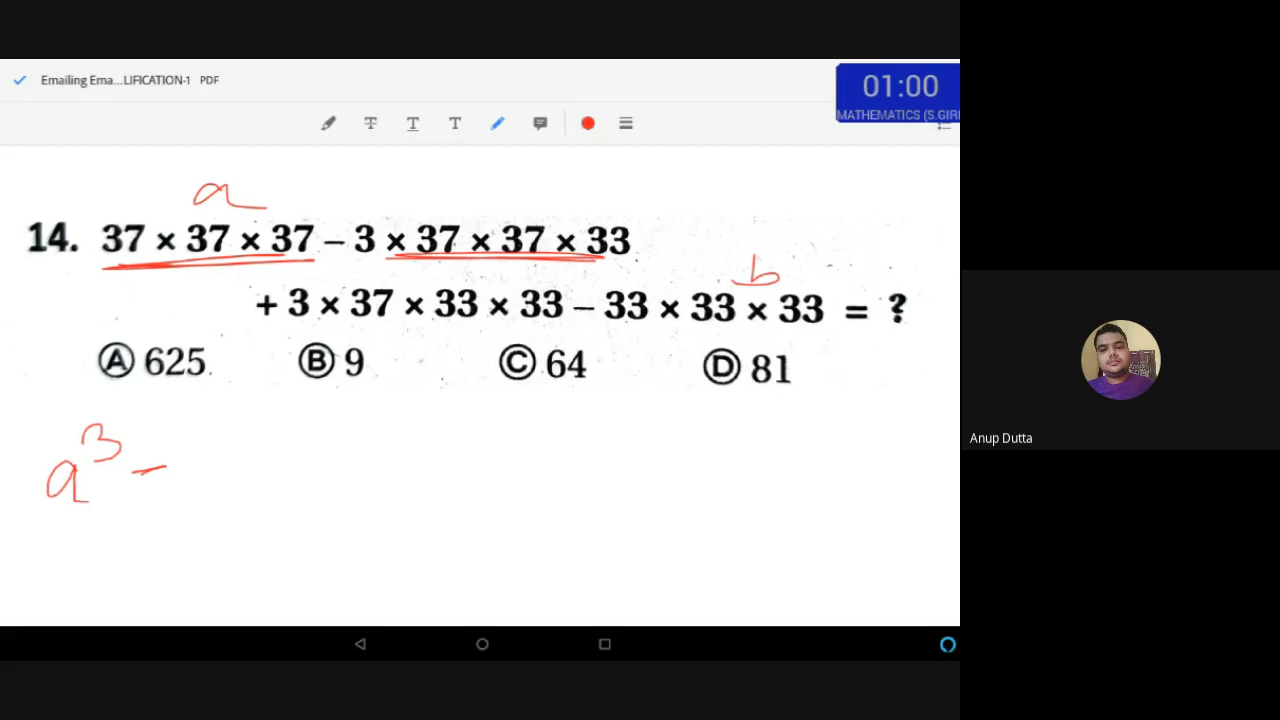 Emailing Ema...LIFICATION-1 PDF
01:00
MATHEMATICS (S.GIRI
T T T
a
14. 37 × 37 × 37 – 3 × 37 × 37 × 33
b
+ 3 × 37 × 33 × 33 – 33 × 33 × 33 = ?
Ⓐ 625. Ⓑ 9 Ⓒ 64 Ⓓ 81
a³ –
Anup Dutta